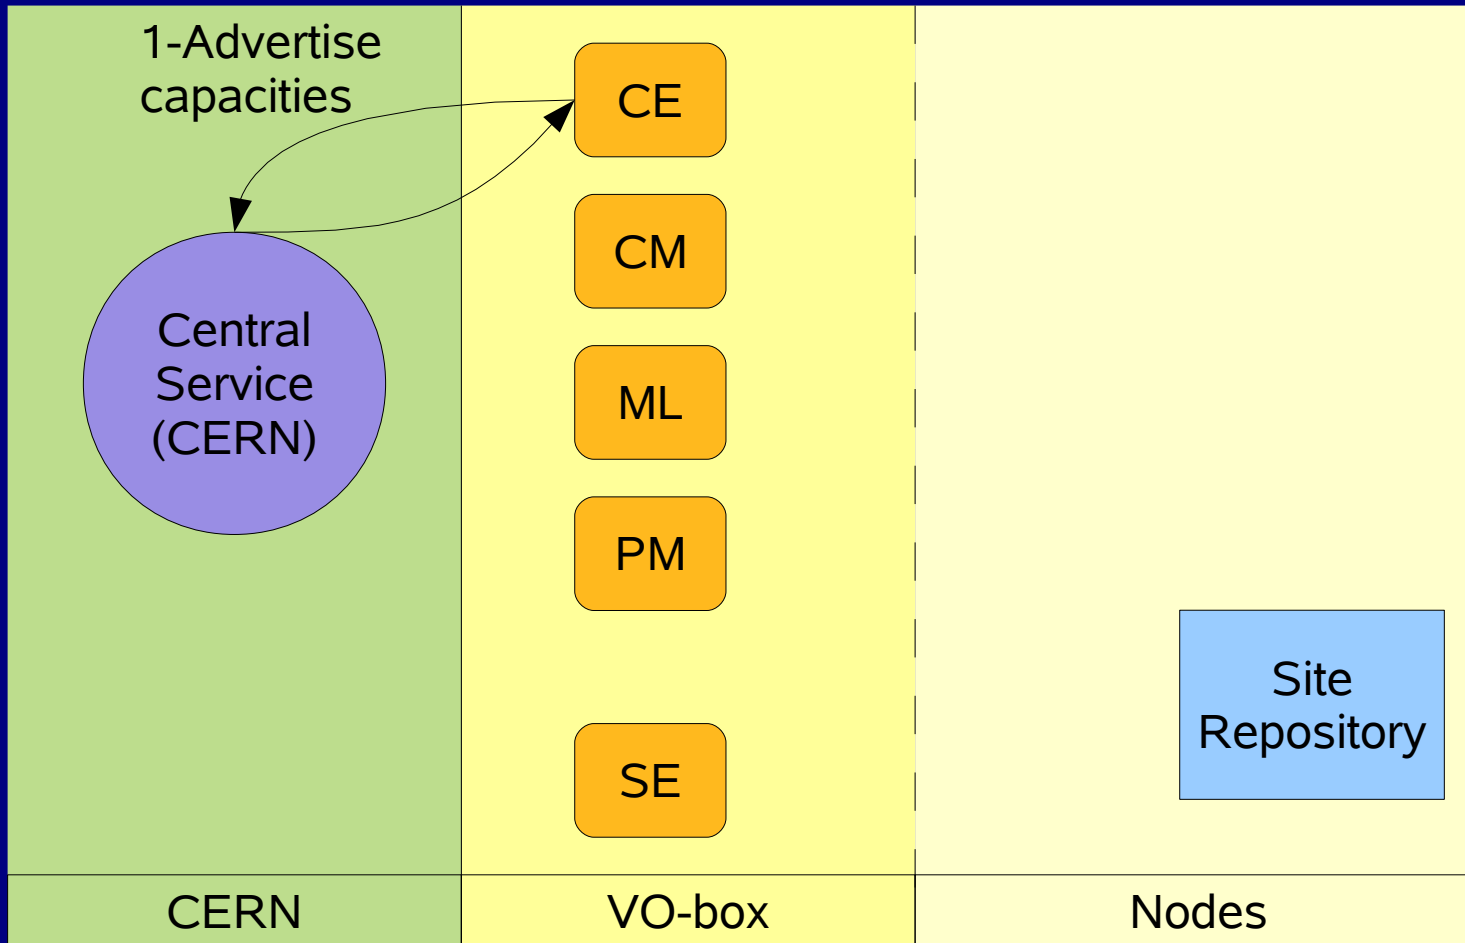 1-Advertise
capacities
CE
CM
Central
Service
(CERN)
ML
PM
Site
Repository
SE
CERN
VO-box
Nodes